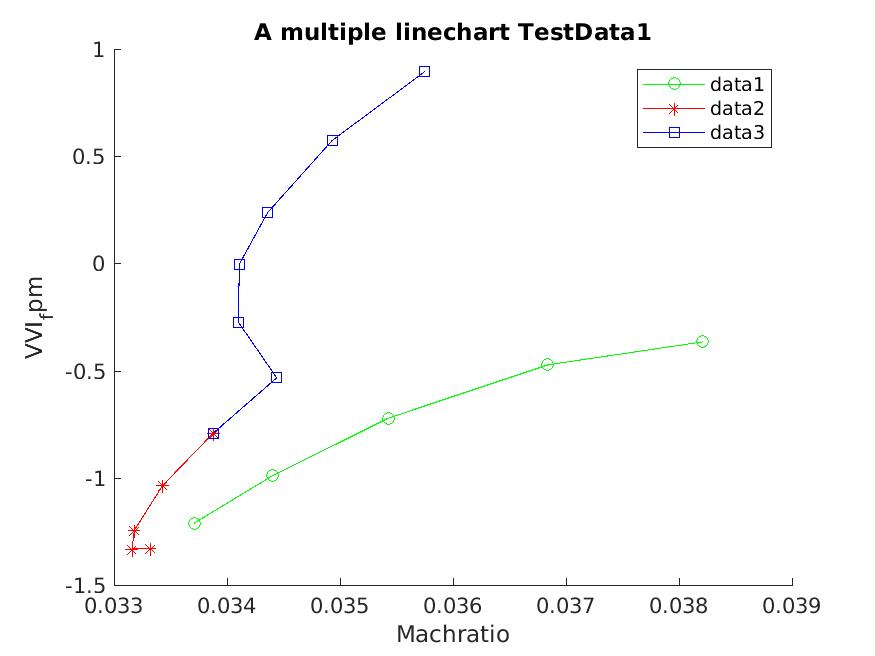 A multiple linechart TestData1
1
0.5
0
-0.5
-1
-1.5
VVI_fpm
data1
data2
data3
0.033
0.034
0.035
0.036
0.037
0.038
0.039
Machratio